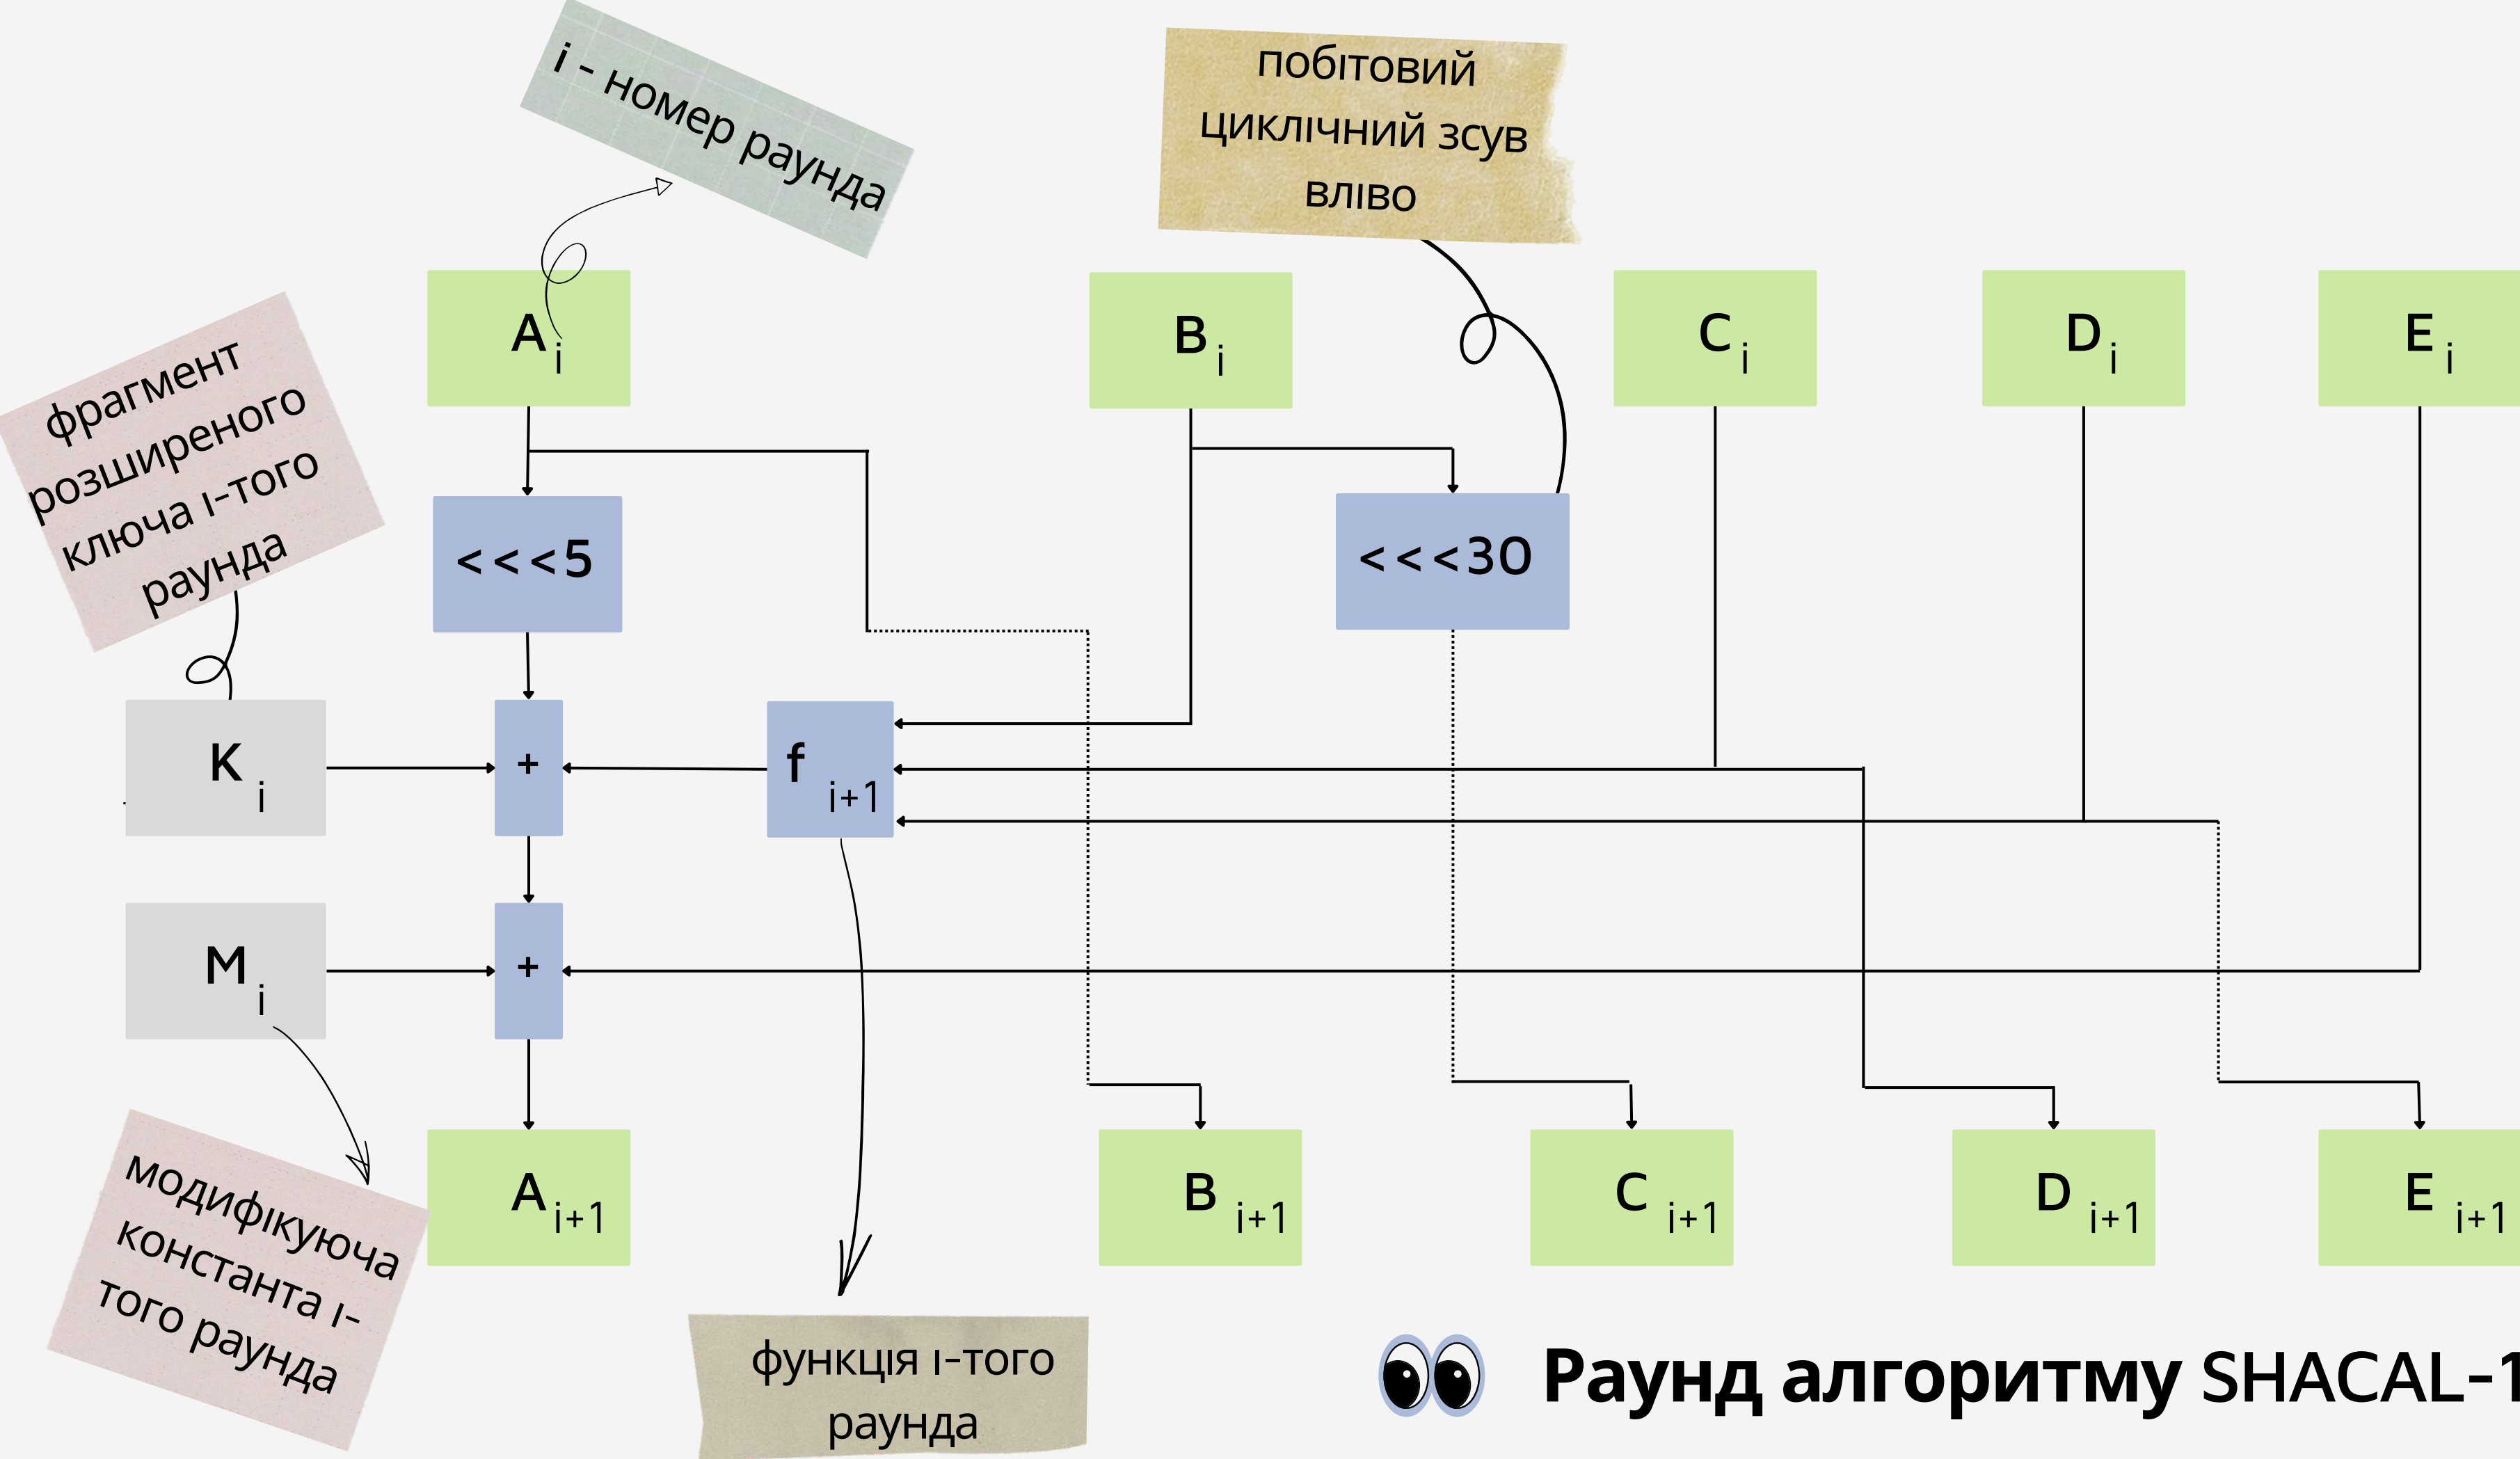 i - номер раунда
побітовий
циклічний зсув
вліво
A i
B i
C i
D i
E i
фрагмент
розширеного
ключа і-того
раунда
<<<5
<<<30
K i
+
f i+1
M i
+
A i+1
B i+1
C i+1
D i+1
E i+1
модифікуюча
константа і-
того раунда
функція і-того
раунда
Раунд алгоритму SHACAL-1